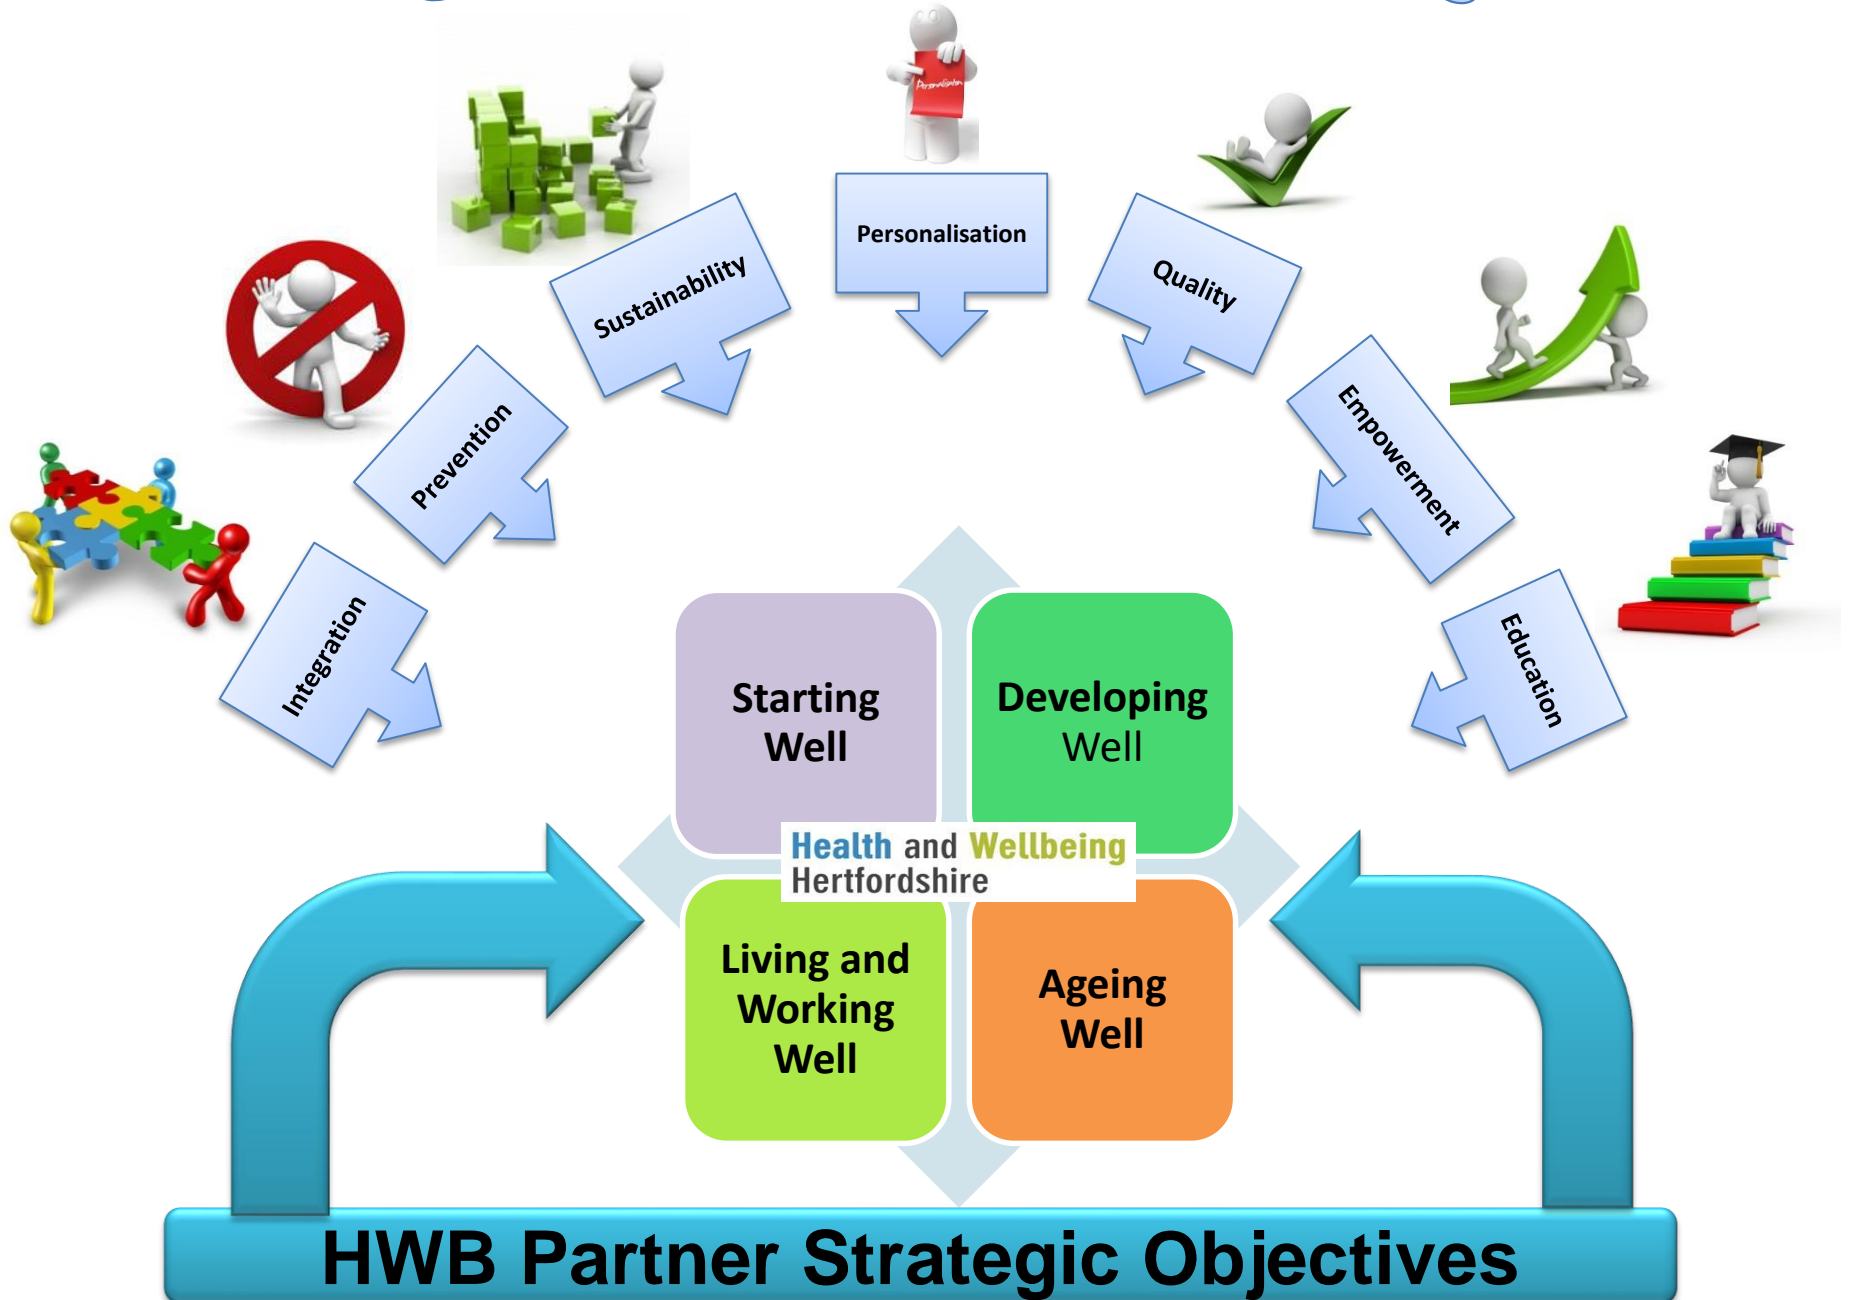 Personalisation
Personalisation
Quality
Sustainability
Empowerment
Prevention
Education
Integration
Starting
Well
Developing
Well
Health and Wellbeing
Hertfordshire
Living and
Working
Well
Ageing
Well
HWB Partner Strategic Objectives